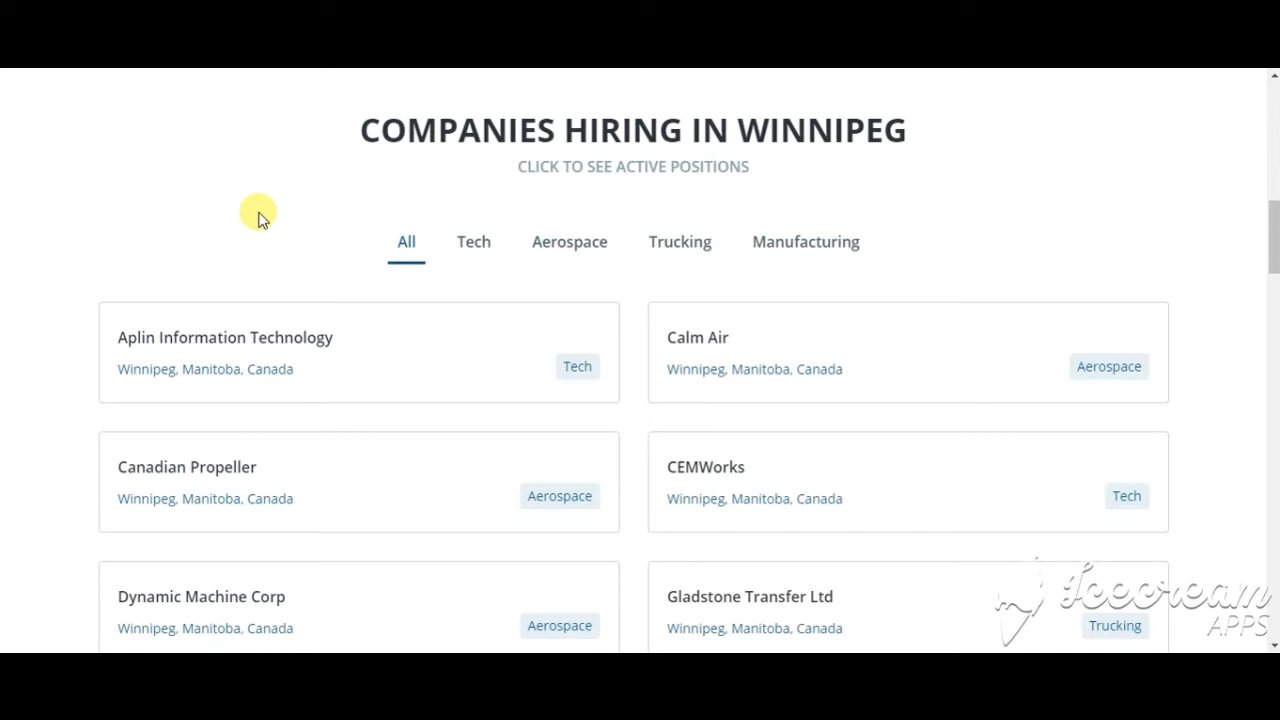 COMPANIES HIRING IN WINNIPEG
CLICK TO SEE ACTIVE POSITIONS
All Tech Aerospace Trucking Manufacturing
Aplin Information Technology
Winnipeg, Manitoba, Canada Tech
Calm Air
Winnipeg, Manitoba, Canada Aerospace
Canadian Propeller
Winnipeg, Manitoba, Canada Aerospace
CEMWorks
Winnipeg, Manitoba, Canada Tech
Dynamic Machine Corp
Winnipeg, Manitoba, Canada Aerospace
Gladstone Transfer Ltd
Winnipeg, Manitoba, Canada Trucking
Icecream
APPS